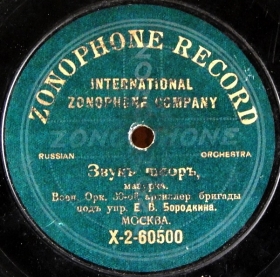 ZONOPHONE RECORD
INTERNATIONAL
ZONOPHONE COMPANY
RUSSIAN ORCHESTRA
Звукъ шпоръ,
мазурка.
Воен. Орк. 30-ой артиллер бригады
подъ упр. Е. В. Бородкина.
МОСКВА.
X-2-60500